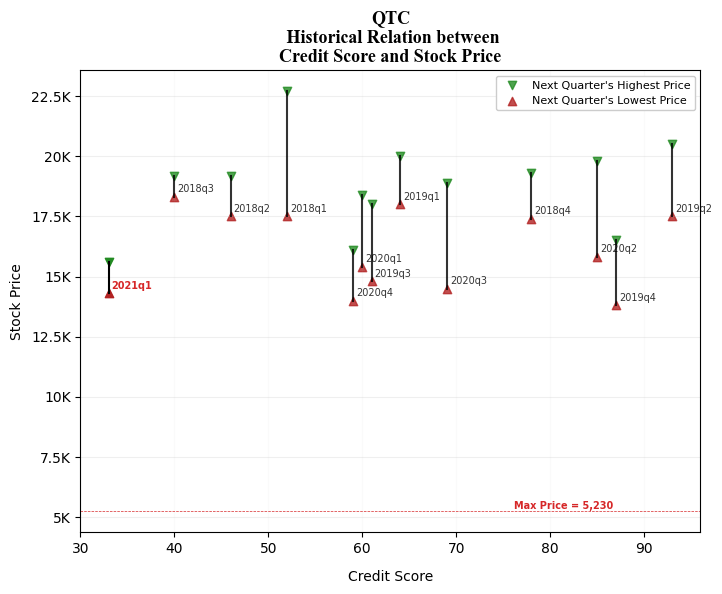 QTC
Historical Relation between
Credit Score and Stock Price
Next Quarter's Highest Price
Next Quarter's Lowest Price
22.5K
20K
17.5K
15K
12.5K
10K
7.5K
5K
Stock Price
2018q3
2018q2
2018q1
2019q1
2018q4
2019q2
2020q1
2019q3
2020q2
2021q1
2020q4
2020q3
2019q4
Max Price = 5,230
30
40
50
60
70
80
90
Credit Score